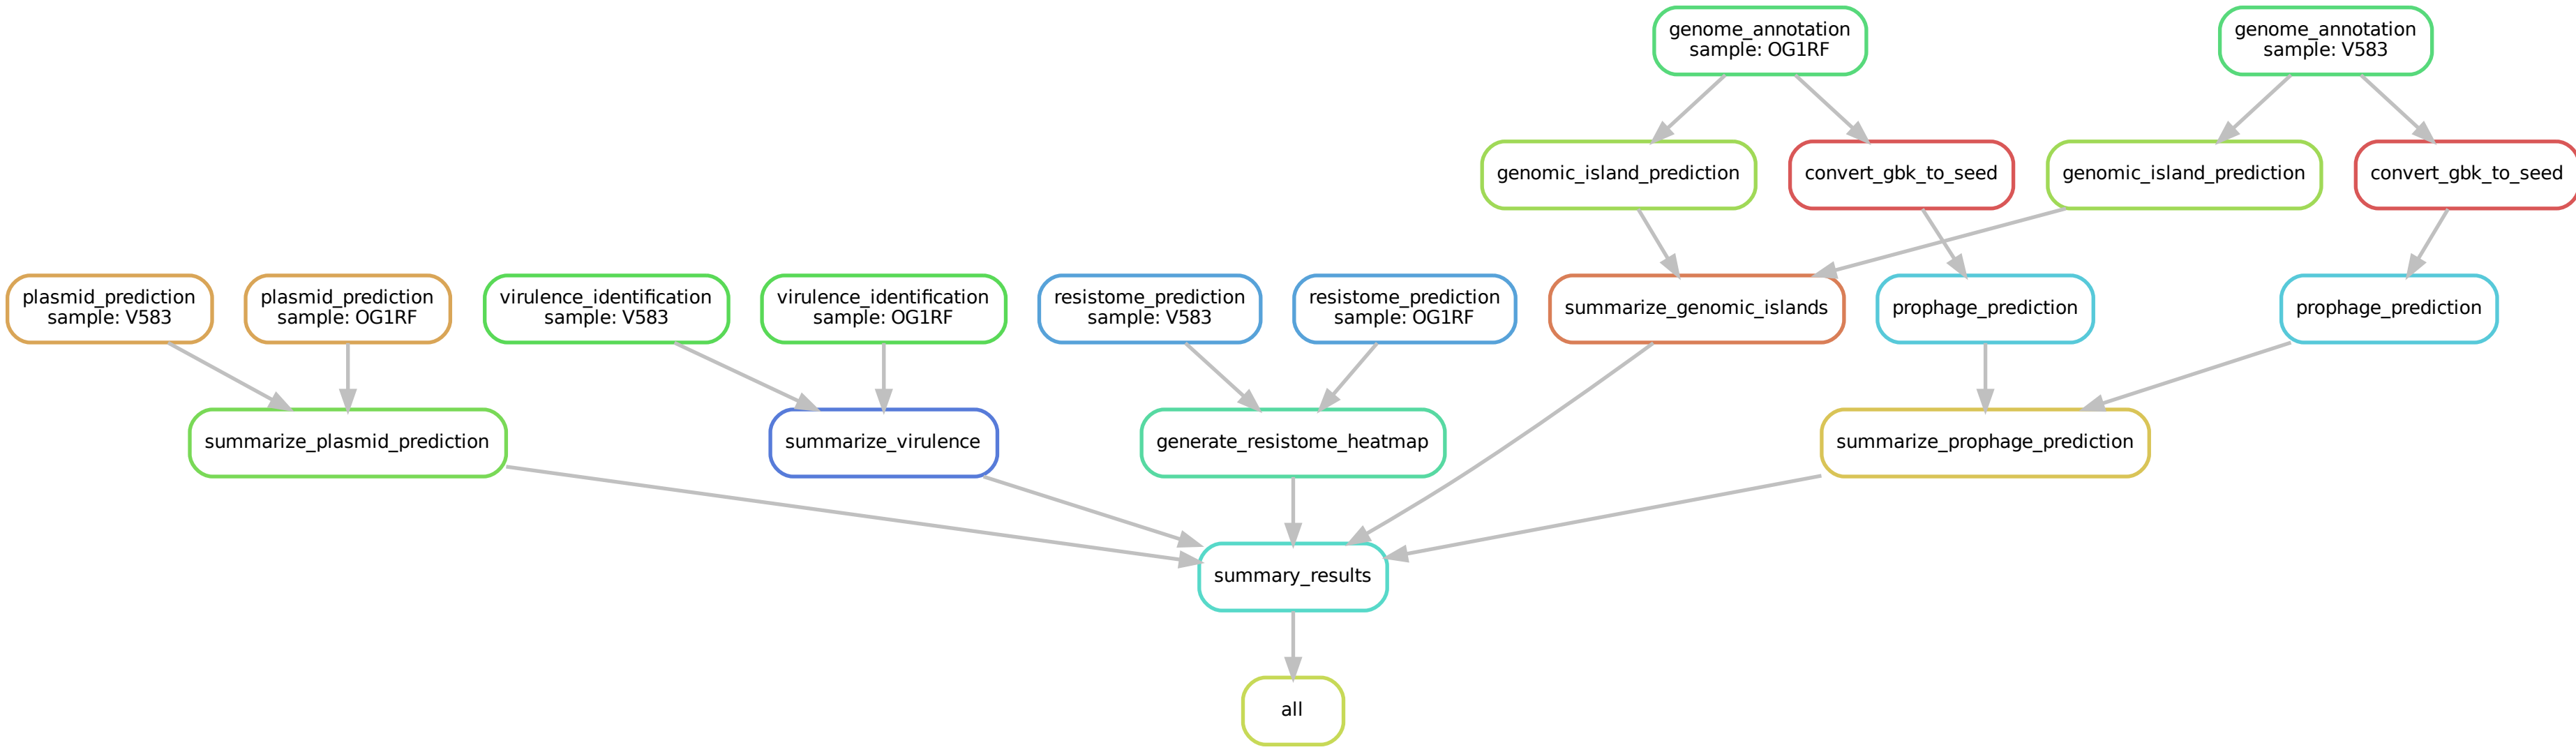 genome_annotation
sample: OG1RF
genome_annotation
sample: V583
genomic_island_prediction
convert_gbk_to_seed
genomic_island_prediction
convert_gbk_to_seed
plasmid_prediction
sample: V583
plasmid_prediction
sample: OG1RF
virulence_identification
sample: V583
virulence_identification
sample: OG1RF
resistome_prediction
sample: V583
resistome_prediction
sample: OG1RF
summarize_genomic_islands
prophage_prediction
prophage_prediction
summarize_plasmid_prediction
summarize_virulence
generate_resistome_heatmap
summarize_prophage_prediction
summary_results
all